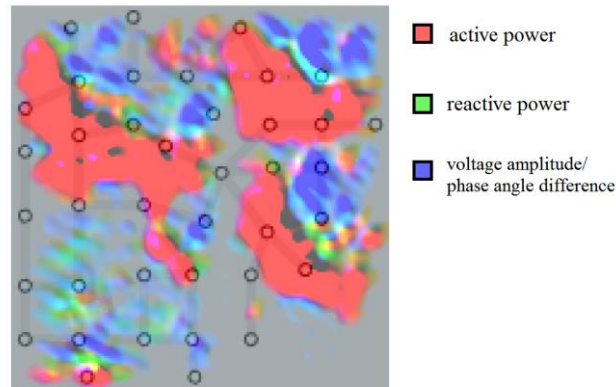 active power
reactive power
voltage amplitude/
phase angle difference